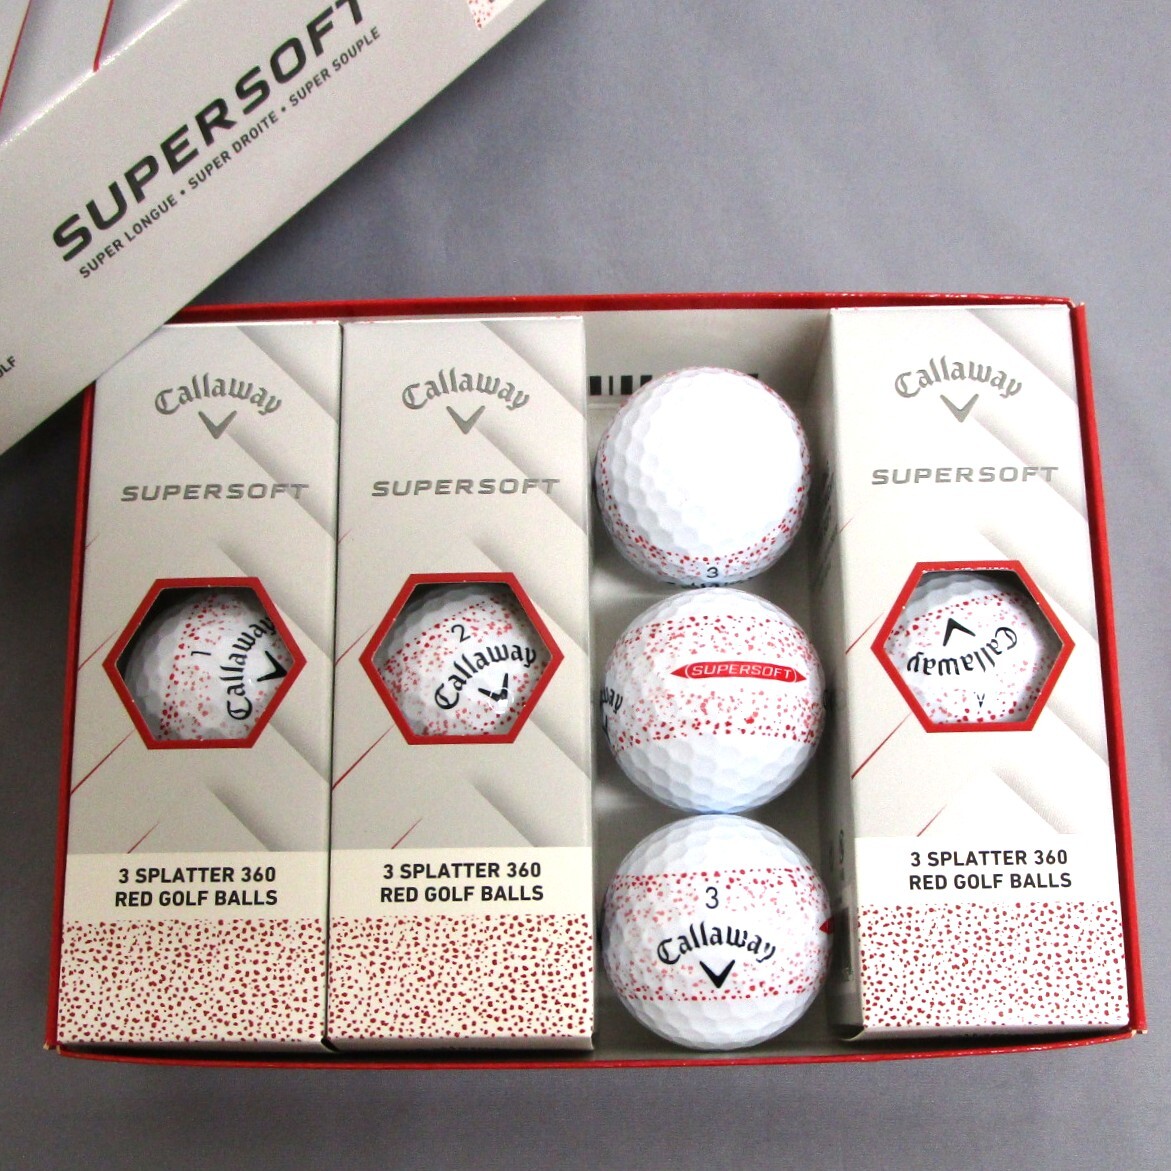 SUPERSOFT
SUPER LONGUE • SUPER DROITE • SUPER SOUPLE
Callaway
SUPERSOFT
1
Callaway
3 SPLATTER 360
RED GOLF BALLS
Callaway
SUPERSOFT
2
Callaway
3 SPLATTER 360
RED GOLF BALLS
3
SUPERSOFT
3
Callaway
Callaway
SUPERSOFT
Callaway
3 SPLATTER 360
RED GOLF BALLS